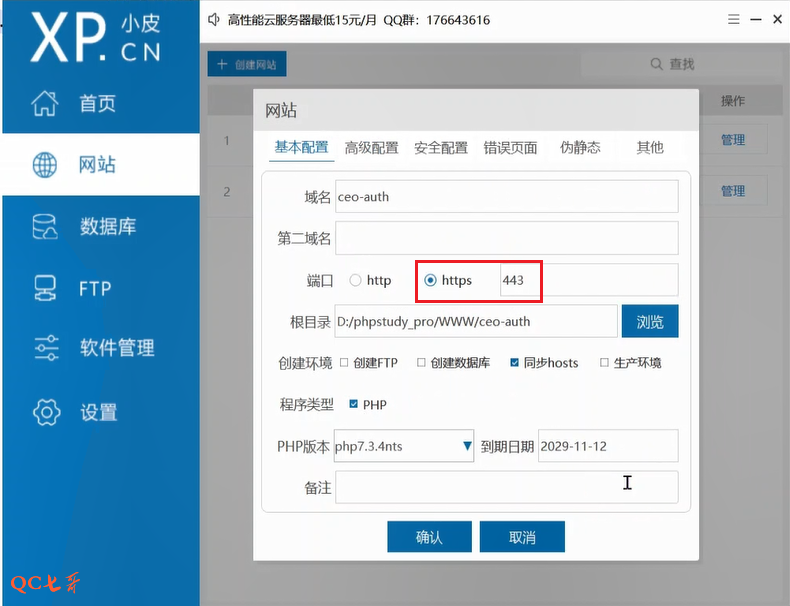 XP.CN 小皮
高性能云服务器最低15元/月 QQ群：176643616
首页
网站
数据库
FTP
软件管理
设置
+ 创建网站
查找
操作
1
管理
2
管理
网站
基本配置 高级配置 安全配置 错误页面 伪静态 其他
域名 ceo-auth
第二域名
端口 http https 443
根目录 D:/phpstudy_pro/WWW/ceo-auth 浏览
创建环境 创建FTP 创建数据库 同步hosts 生产环境
程序类型 PHP
PHP版本 php7.3.4nts 到期日期 2029-11-12
备注
确认 取消
QC七哥